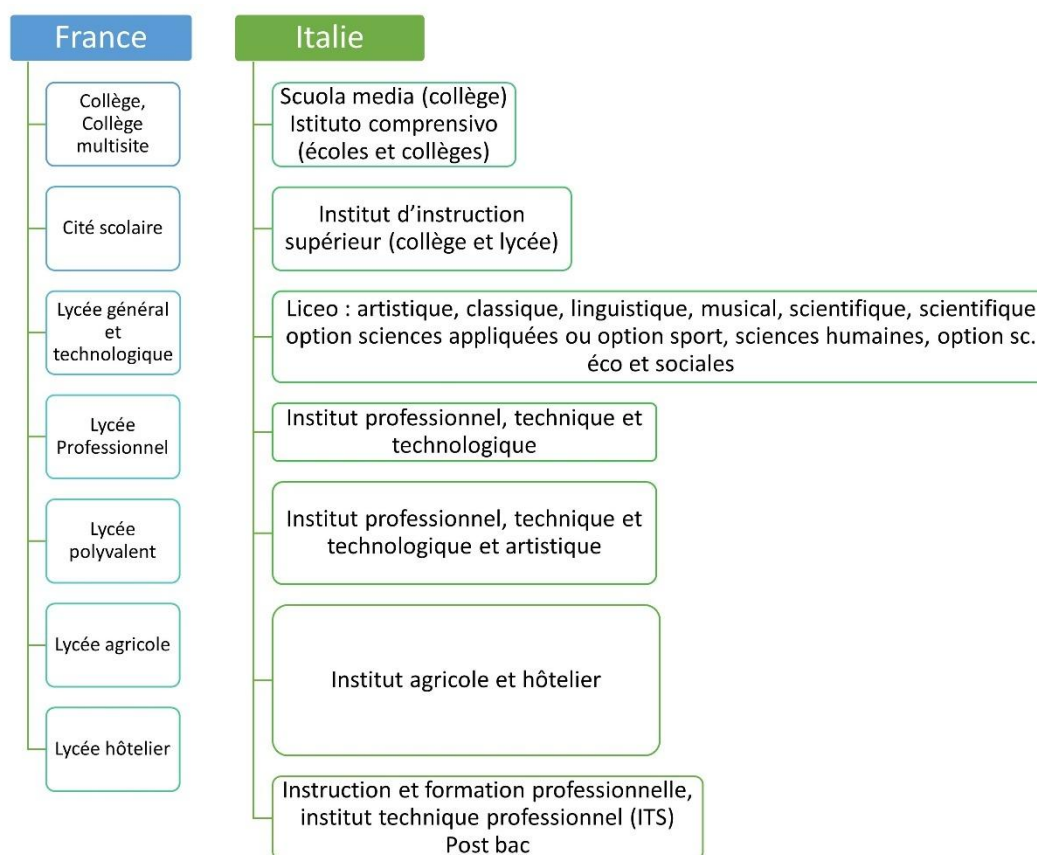 France
Collège,
Collège
multisite
Cité scolaire
Lycée général
et
technologique
Lycée
Professionnel
Lycée
polyvalent
Lycée agricole
Lycée hôtelier
Italie
Scuola media (collège)
Istituto comprensivo
(écoles et collèges)
Institut d’instruction
supérieur (collège et lycée)
Liceo : artistique, classique, linguistique, musical, scientifique, scientifique
option sciences appliquées ou option sport, sciences humaines, option sc.
éco et sociales
Institut professionnel, technique et
technologique
Institut professionnel, technique et
technologique et artistique
Institut agricole et hôtelier
Instruction et formation professionnelle,
institut technique professionnel (ITS)
Post bac